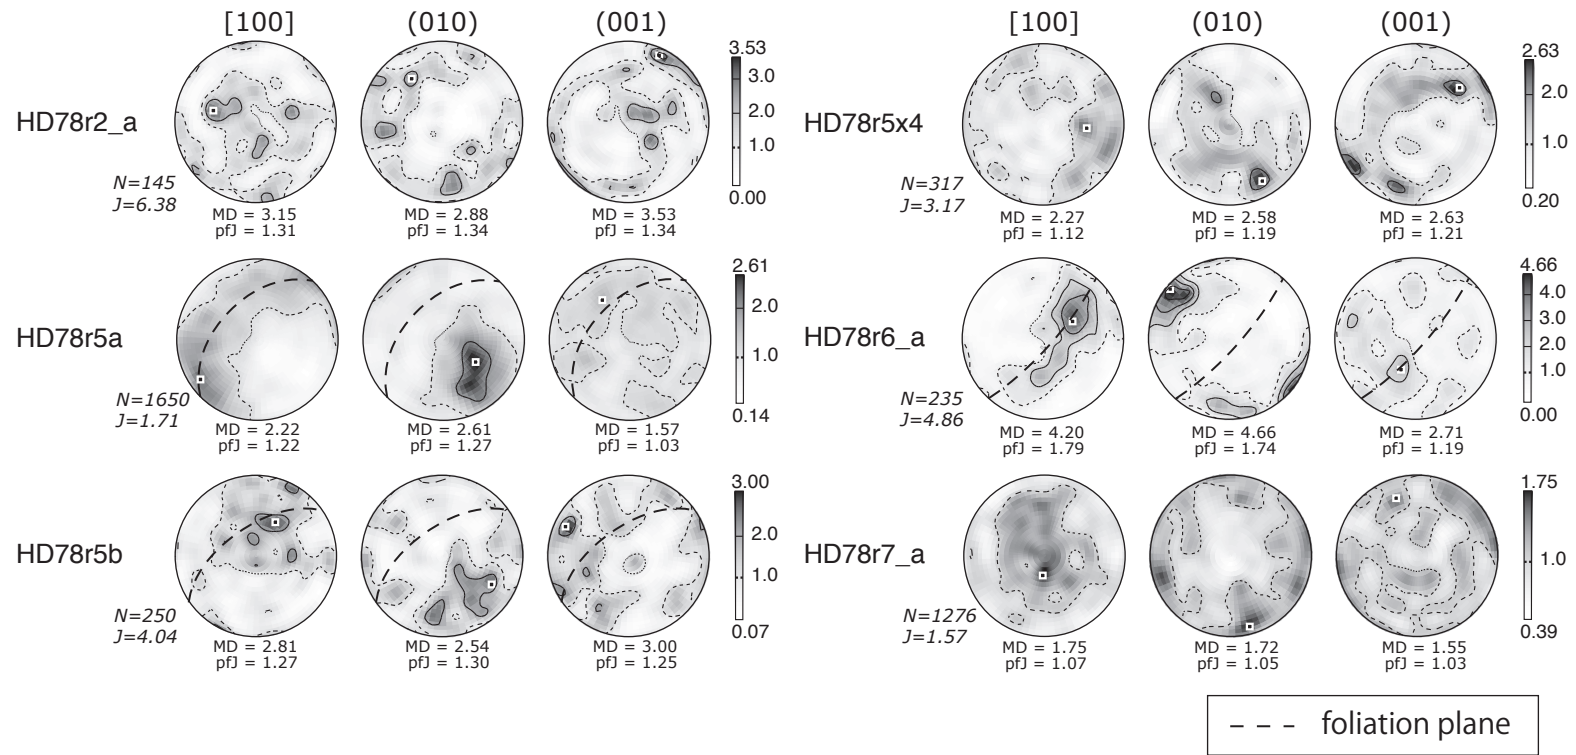 [100] (010) (001)
3.53
3.0
HD78r2_a
2.0
1.0
N=145
J=6.38
0.00
MD = 3.15 MD = 2.88 MD = 3.53
pfJ = 1.31 pfJ = 1.34 pfJ = 1.34
2.61
2.0
HD78r5a
1.0
N=1650
J=1.71
0.14
MD = 2.22 MD = 2.61 MD = 1.57
pfJ = 1.22 pfJ = 1.27 pfJ = 1.03
3.00
2.0
HD78r5b
1.0
N=250
J=4.04
0.07
MD = 2.81 MD = 2.54 MD = 3.00
pfJ = 1.27 pfJ = 1.30 pfJ = 1.25
[100] (010) (001)
2.63
2.0
HD78r5x4
1.0
N=317
J=3.17
0.20
MD = 2.27 MD = 2.58 MD = 2.63
pfJ = 1.12 pfJ = 1.19 pfJ = 1.21
4.66
4.0
3.0
HD78r6_a
2.0
1.0
N=235
J=4.86
0.00
MD = 4.20 MD = 4.66 MD = 2.71
pfJ = 1.79 pfJ = 1.74 pfJ = 1.19
1.75
HD78r7_a
1.0
N=1276
J=1.57
0.39
MD = 1.75 MD = 1.72 MD = 1.55
pfJ = 1.07 pfJ = 1.05 pfJ = 1.03
foliation plane